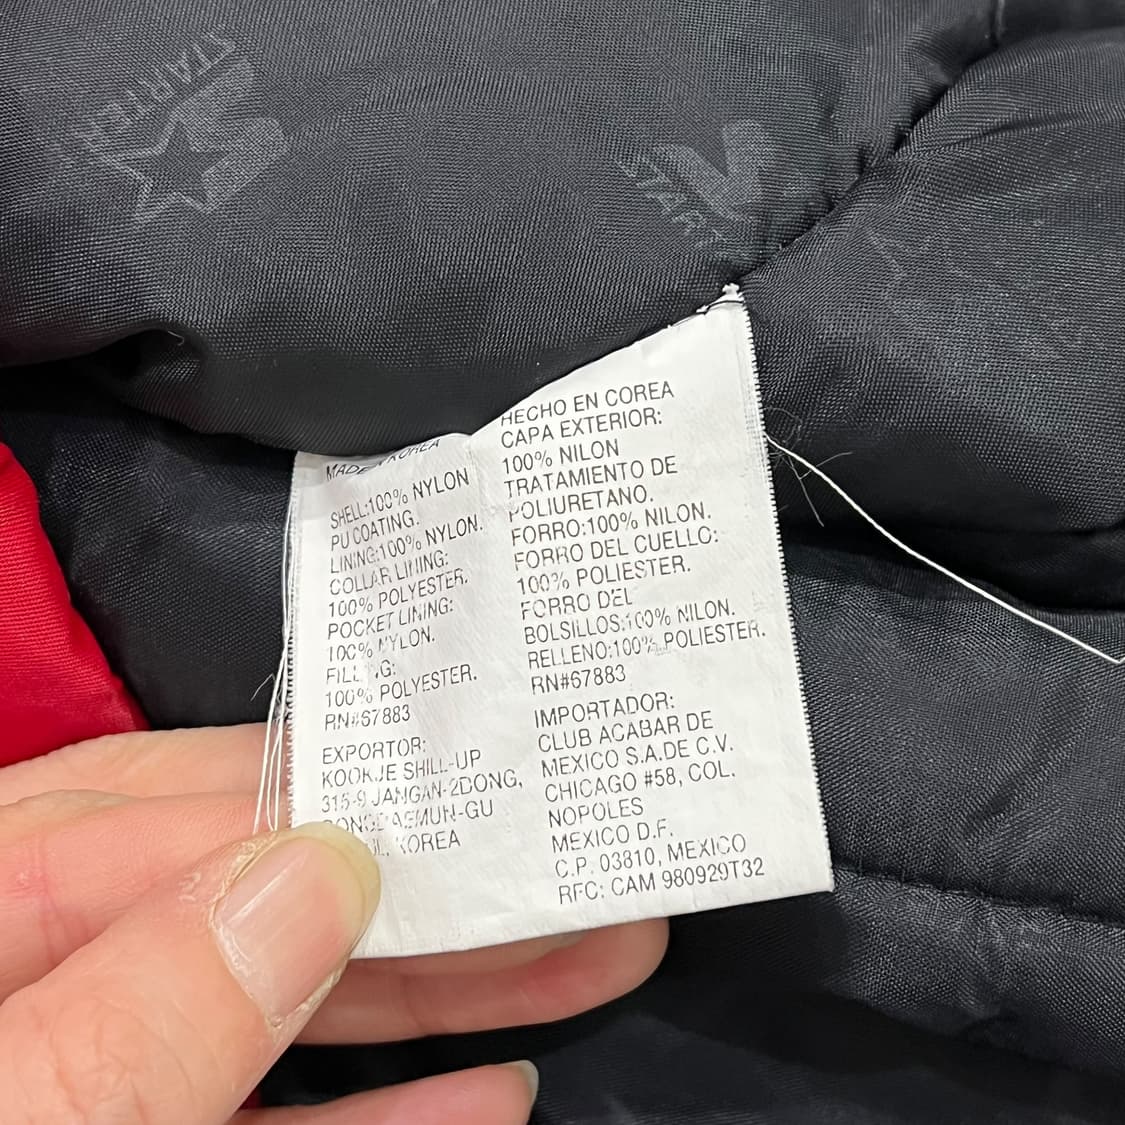 STARTER
START
MADE IN KOREA
SHELL:100% NYLON
PU COATING.
LINING:100% NYLON.
COLLAR LINING:
100% POLYESTER.
POCKET LINING:
100% NYLON.
FILLING:
100% POLYESTER.
RN#67883
EXPORTOR:
KOOKJE SHILL-UP
315-9 JANGAN-2DONG,
DONGDAEMUN-GU
KOREA
HECHO EN COREA
CAPA EXTERIOR:
100% NILON
TRATAMIENTO DE
POLIURETANO.
FORRO:100% NILON.
FORRO DEL CUELLO:
100% POLIESTER.
FORRO DEL
BOLSILLOS:100% NILON.
RELLENO:100% POLIESTER.
RN#67883
IMPORTADOR:
CLUB ACABAR DE
MEXICO S.A.DE C.V.
CHICAGO #58, COL.
NOPOLES
MEXICO D.F.
C.P. 03810, MEXICO
RFC: CAM 980929T32